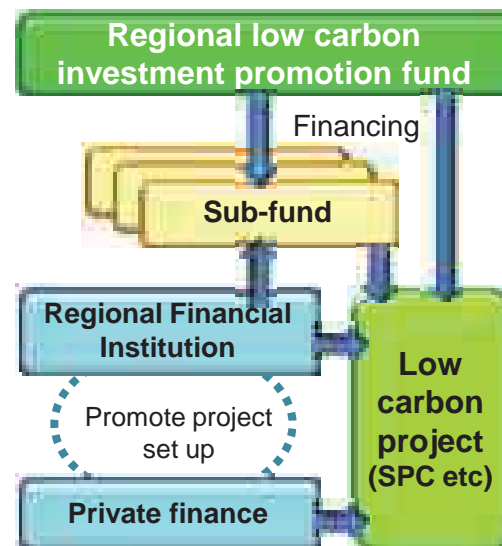 Regional low carbon
investment promotion fund
Financing
Sub-fund
Regional Financial
Institution
Low
carbon
project
(SPC etc)
Promote project
set up
Private finance